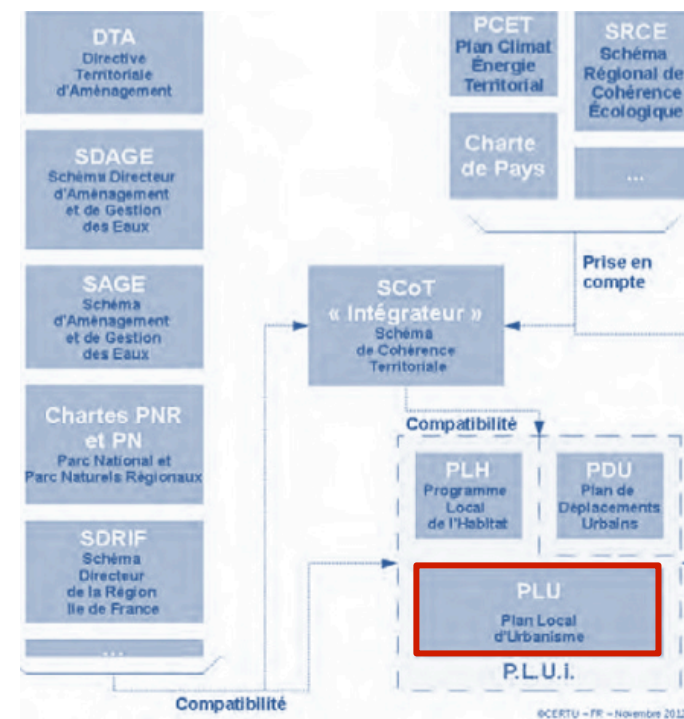 DTA
Directive
Territoriale
d'Aménagement
SDAGE
Schéma Directeur
d'Aménagement
et de Gestion
des Eaux
SAGE
Schéma
d'Aménagement
et de Gestion
des Eaux
Chartes PNR
et PN
Parc National et
Parc Naturels Régionaux
SDRIF
Schéma
Directeur
de la Région
Ile de France
...
Compatibilité
PCET
Plan Climat
Énergie
Territorial
SRCE
Schéma
Régional de
Cohérence
Écologique
Charte
de Pays
...
Prise en
compte
SCoT
« Intégrateur »
Schéma
de Cohérence
Territoriale
Compatibilité
PLH
Programme
Local
de l'Habitat
PDU
Plan de
Déplacements
Urbains
PLU
Plan Local
d'Urbanisme
P.L.U.i.
©CERTU – FR – Novembre 2012